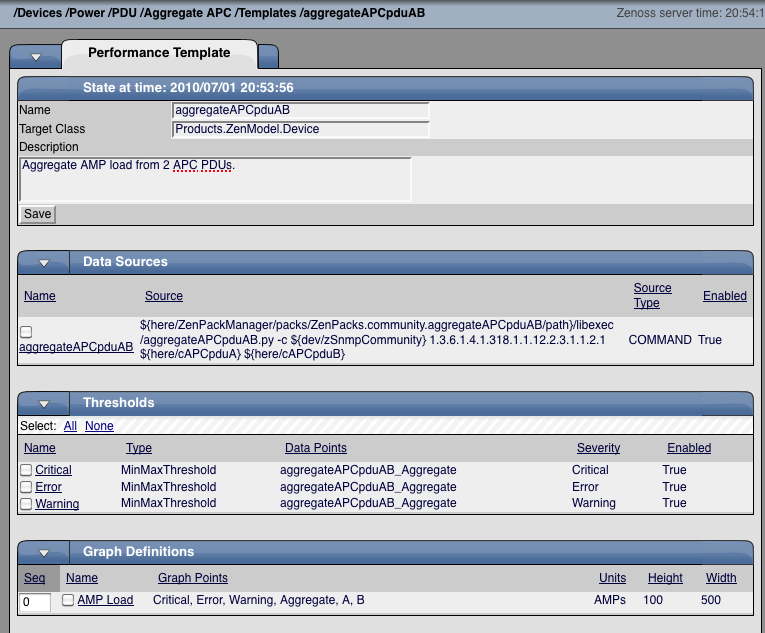 /Devices /Power /PDU /Aggregate APC /Templates /aggregateAPCpduAB Zenoss server time: 20:54:1
Performance Template
State at time: 2010/07/01 20:53:56
Name aggregateAPCpduAB
Target Class Products.ZenModel.Device
Description
Aggregate AMP load from 2 APC PDUs.
Save
Data Sources
Name Source Source Type Enabled
aggregateAPCpduAB ${here/ZenPackManager/packs/ZenPacks.community.aggregateAPCpduAB/path}/libexec
/aggregateAPCpduAB.py -c ${dev/zSnmpCommunity} 1.3.6.1.4.1.318.1.1.12.2.3.1.1.2.1 COMMAND True
${here/cAPCpduA} ${here/cAPCpduB}
Thresholds
Select: All None
Name Type Data Points Severity Enabled
Critical MinMaxThreshold aggregateAPCpduAB_Aggregate Critical True
Error MinMaxThreshold aggregateAPCpduAB_Aggregate Error True
Warning MinMaxThreshold aggregateAPCpduAB_Aggregate Warning True
Graph Definitions
Seq Name Graph Points Units Height Width
0 AMP Load Critical, Error, Warning, Aggregate, A, B AMPs 100 500